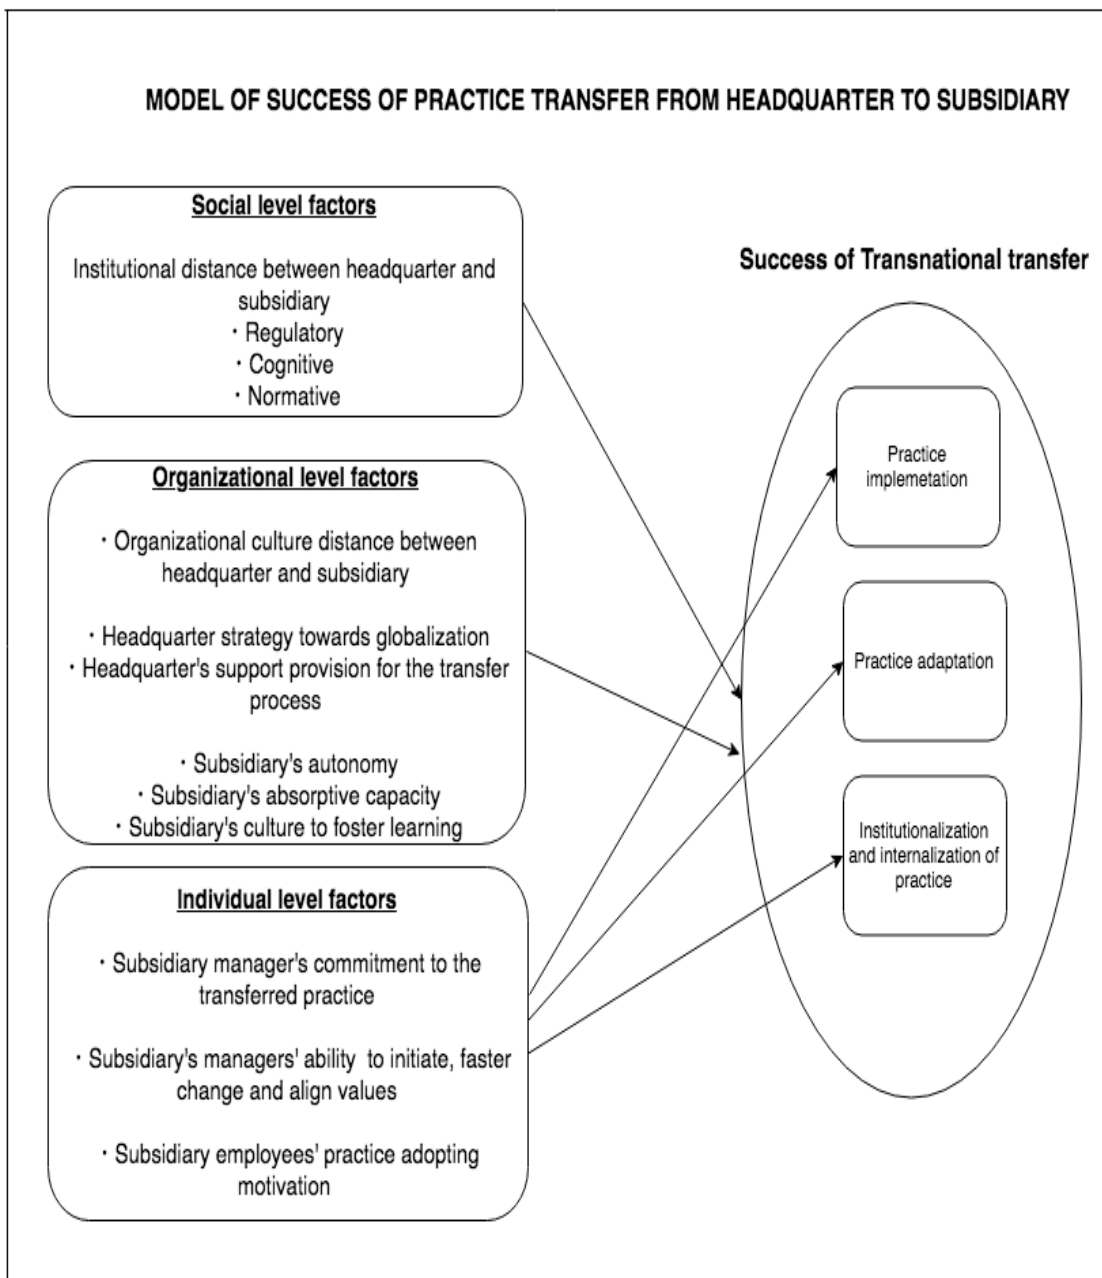 MODEL OF SUCCESS OF PRACTICE TRANSFER FROM HEADQUARTER TO SUBSIDIARY
Social level factors
Institutional distance between headquarter and
subsidiary
· Regulatory
· Cognitive
· Normative
Organizational level factors
· Organizational culture distance between
headquarter and subsidiary
· Headquarter strategy towards globalization
· Headquarter's support provision for the transfer
process
· Subsidiary's autonomy
· Subsidiary's absorptive capacity
· Subsidiary's culture to foster learning
Individual level factors
· Subsidiary manager's commitment to the
transferred practice
· Subsidiary's managers' ability  to initiate, faster
change and align values
· Subsidiary employees' practice adopting
motivation
Success of Transnational transfer
Practice
implemetation
Practice adaptation
Institutionalization
and internalization of
practice